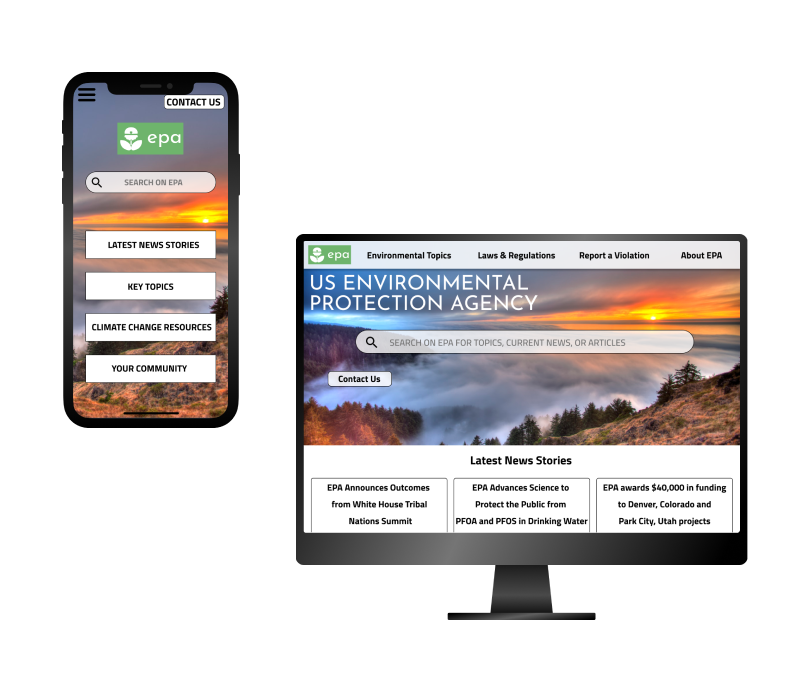 CONTACT US
epa
SEARCH ON EPA
LATEST NEWS STORIES
KEY TOPICS
CLIMATE CHANGE RESOURCES
YOUR COMMUNITY
epa Environmental Topics Laws & Regulations Report a Violation About EPA
US ENVIRONMENTAL
PROTECTION AGENCY
SEARCH ON EPA FOR TOPICS, CURRENT NEWS, OR ARTICLES
Contact Us
Latest News Stories
EPA Announces Outcomes
from White House Tribal
Nations Summit
EPA Advances Science to
Protect the Public from
PFOA and PFOS in Drinking Water
EPA awards $40,000 in funding
to Denver, Colorado and
Park City, Utah projects